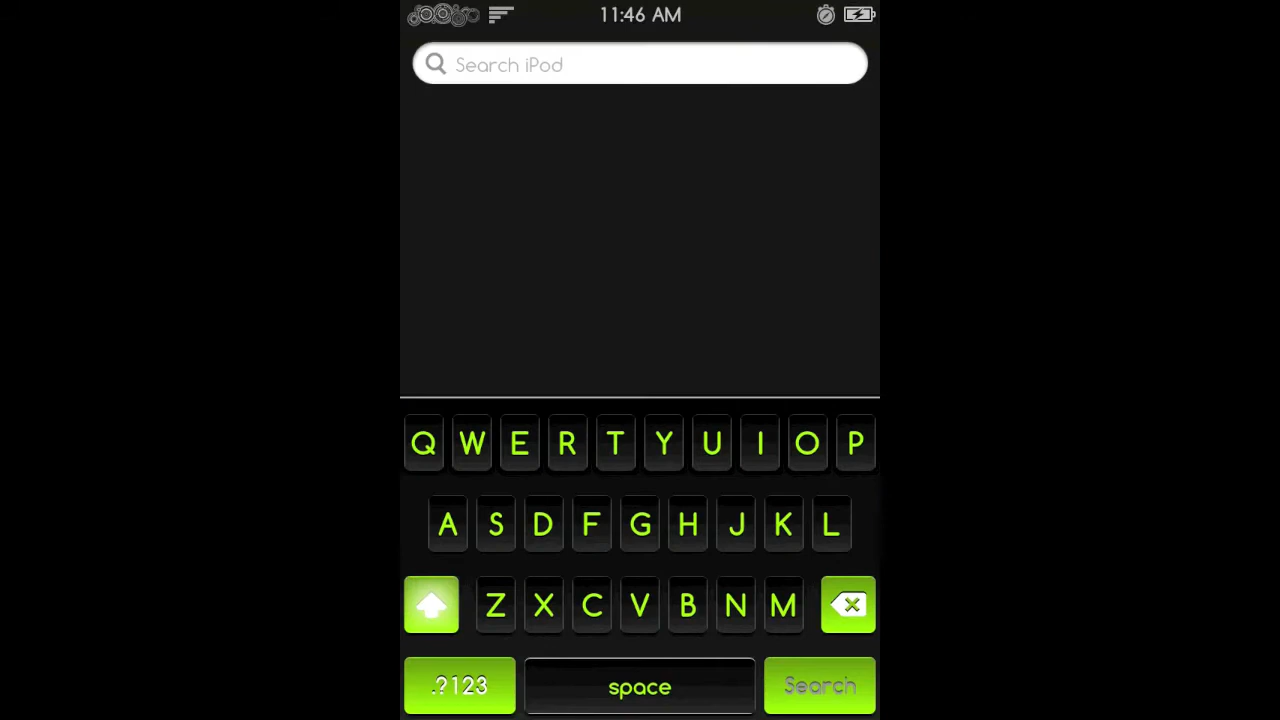 11:46 AM
Search iPod
Q W E R T Y U I O P
A S D F G H J K L
Z X C V B N M
.?123 space Search